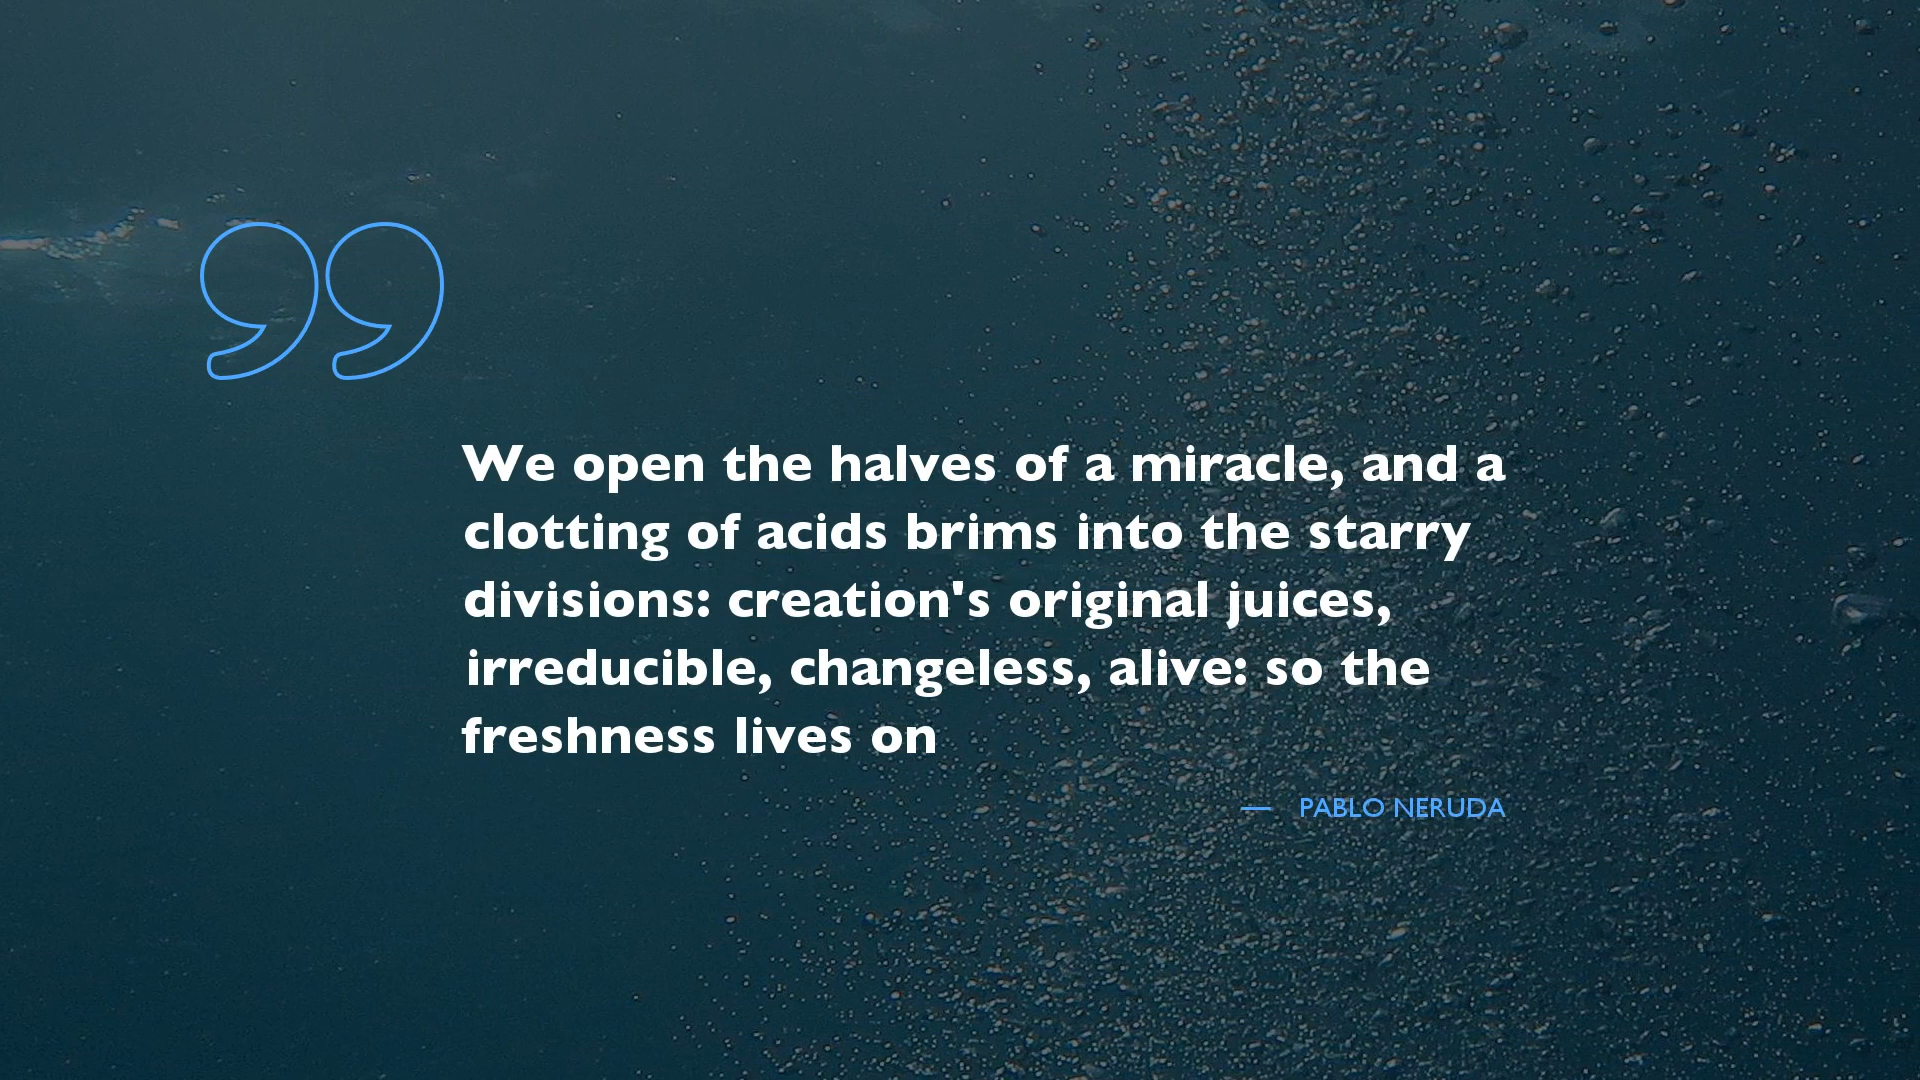 ”
We open the halves of a miracle, and a
clotting of acids brims into the starry
divisions: creation's original juices,
irreducible, changeless, alive: so the
freshness lives on
— PABLO NERUDA